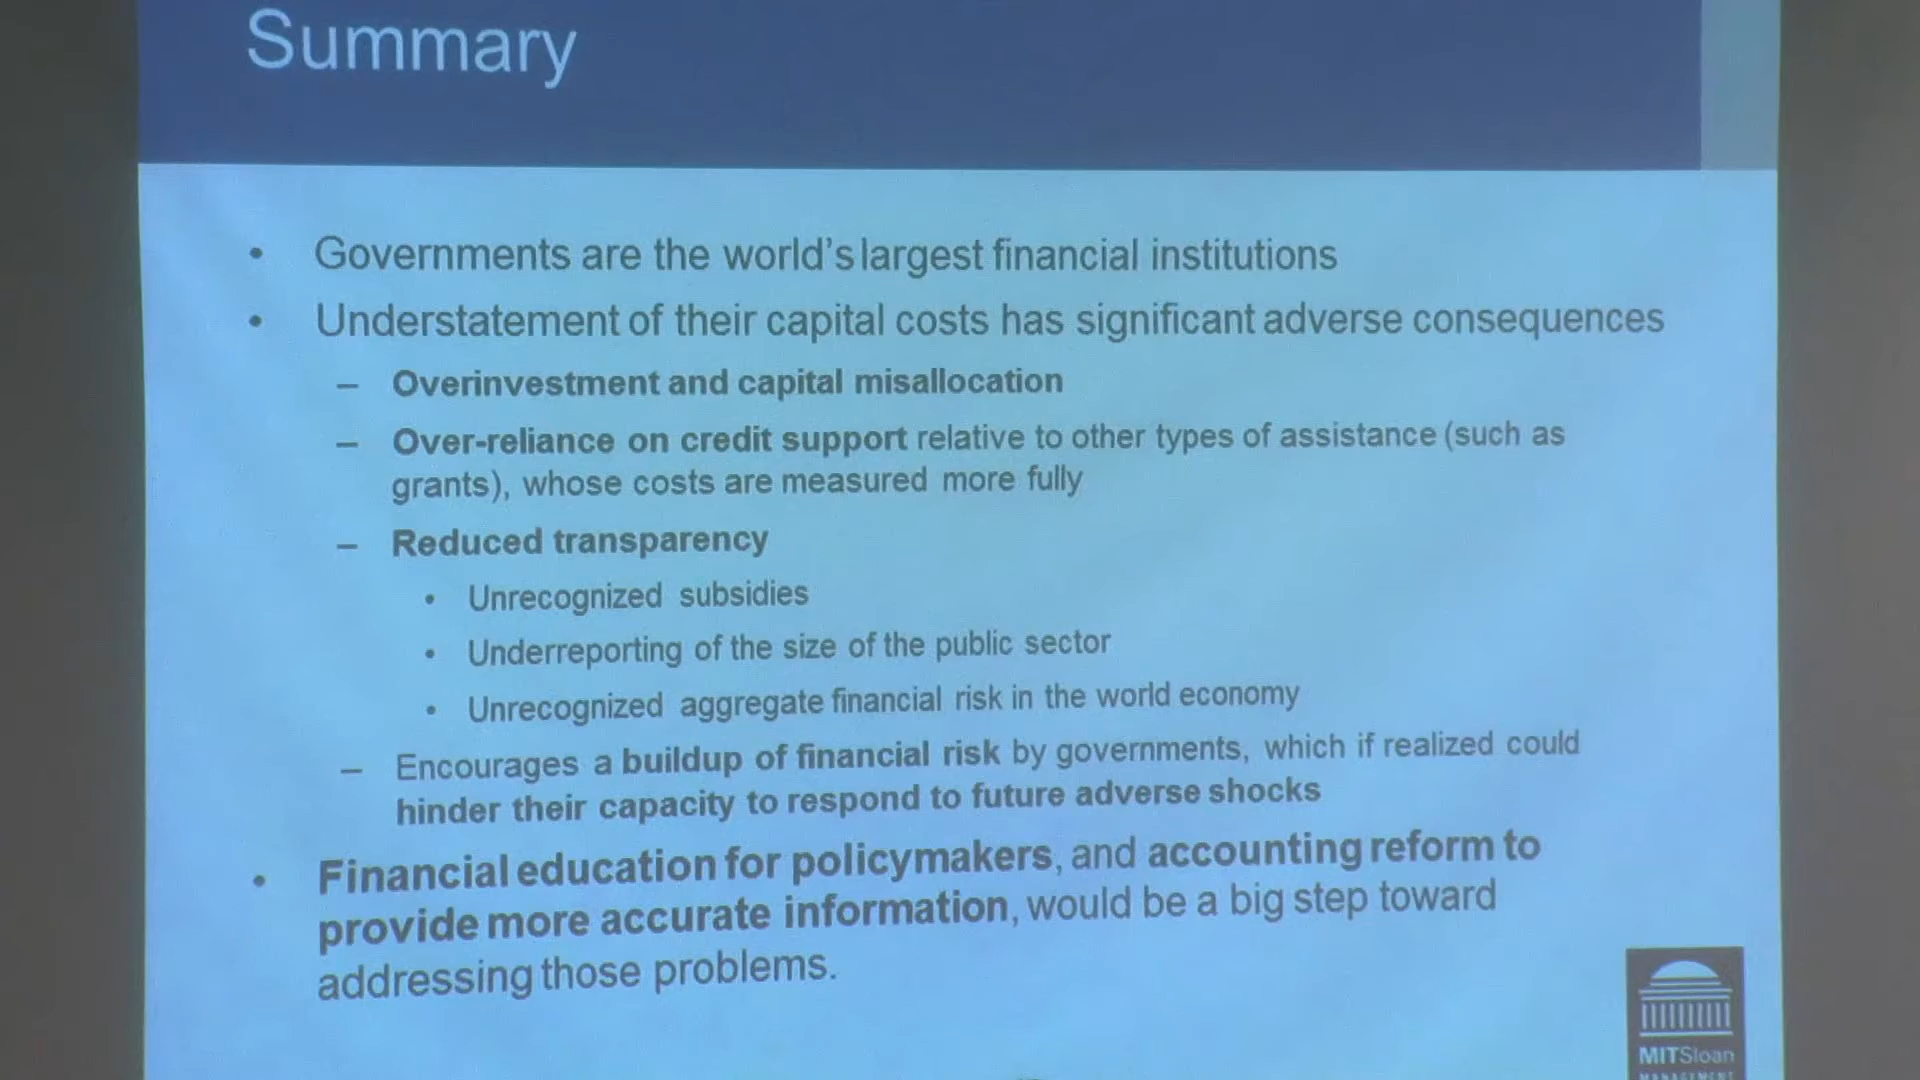 Summary
• Governments are the world's largest financial institutions
• Understatement of their capital costs has significant adverse consequences
– Overinvestment and capital misallocation
– Over-reliance on credit support relative to other types of assistance (such as
grants), whose costs are measured more fully
– Reduced transparency
• Unrecognized subsidies
• Underreporting of the size of the public sector
• Unrecognized aggregate financial risk in the world economy
– Encourages a buildup of financial risk by governments, which if realized could
hinder their capacity to respond to future adverse shocks
• Financial education for policymakers, and accounting reform to
provide more accurate information, would be a big step toward
addressing those problems.
MITSloan
MANAGEMENT